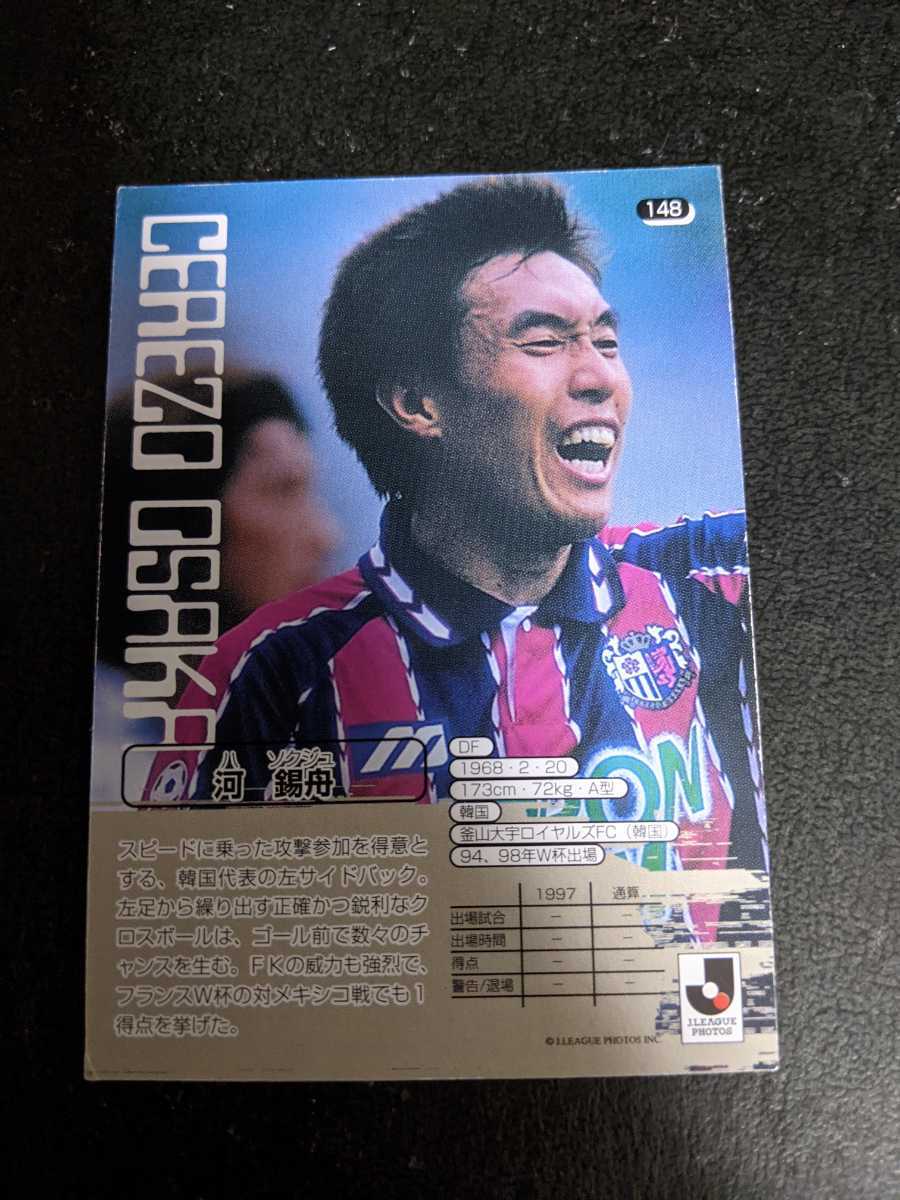 148
CEREZO OSAKA
ハ ソクジュ
河 錫舟
DF
1968・2・20
173cm・72kg・A型
韓国
釜山大宇ロイヤルズFC(韓国)
94、98年W杯出場
スピードに乗った攻撃参加を得意と
する、韓国代表の左サイドバック。
左足から繰り出す正確かつ鋭利なク
ロスボールは、ゴール前で数々のチ
ャンスを生む。FKの威力も強烈で、
フランスW杯の対メキシコ戦でも1
得点を挙げた。
1997 通算
出場試合 － －
出場時間 － －
得点 － －
警告/退場 － －
J.LEAGUE
PHOTOS
© J.LEAGUE PHOTOS INC.